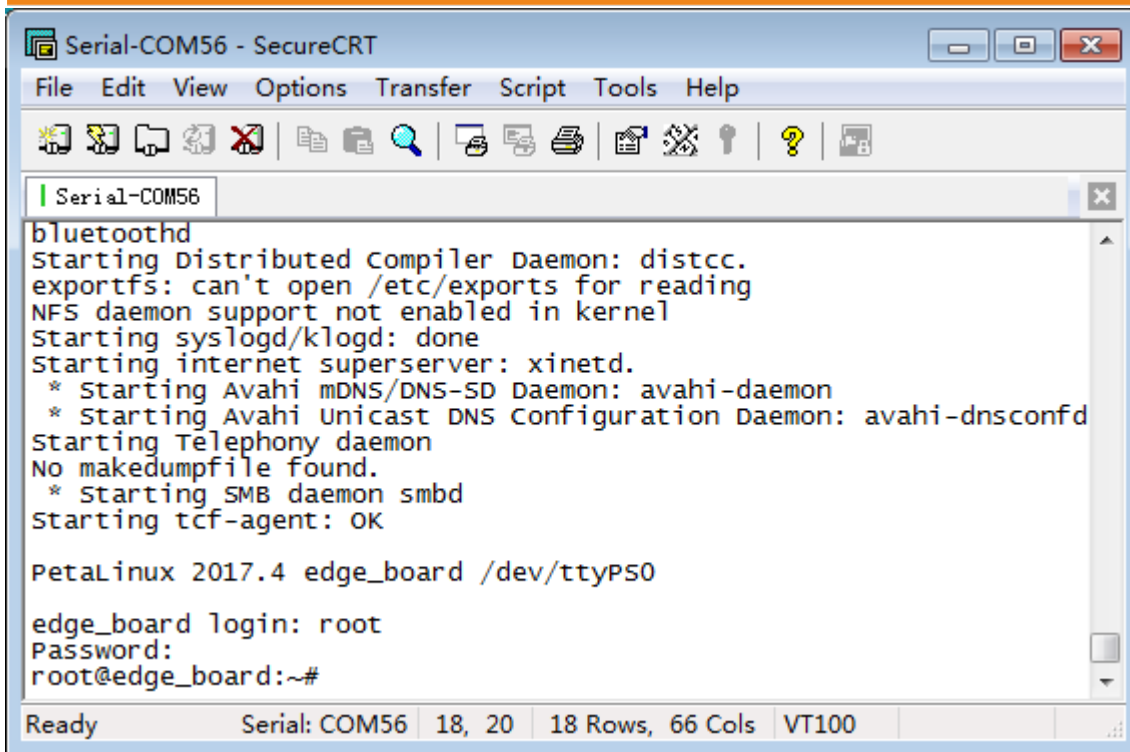 Serial-COM56 - SecureCRT
File Edit View Options Transfer Script Tools Help
Serial-COM56
bluetoothd
Starting Distributed Compiler Daemon: distcc.
exportfs: can't open /etc/exports for reading
NFS daemon support not enabled in kernel
Starting syslogd/klogd: done
Starting internet superserver: xinetd.
 * Starting Avahi mDNS/DNS-SD Daemon: avahi-daemon
 * Starting Avahi Unicast DNS Configuration Daemon: avahi-dnsconfd
Starting Telephony daemon
No makedumpfile found.
 * Starting SMB daemon smbd
Starting tcf-agent: OK
PetaLinux 2017.4 edge_board /dev/ttyPS0
edge_board login: root
Password:
root@edge_board:~#
Ready Serial: COM56 18, 20 18 Rows, 66 Cols VT100